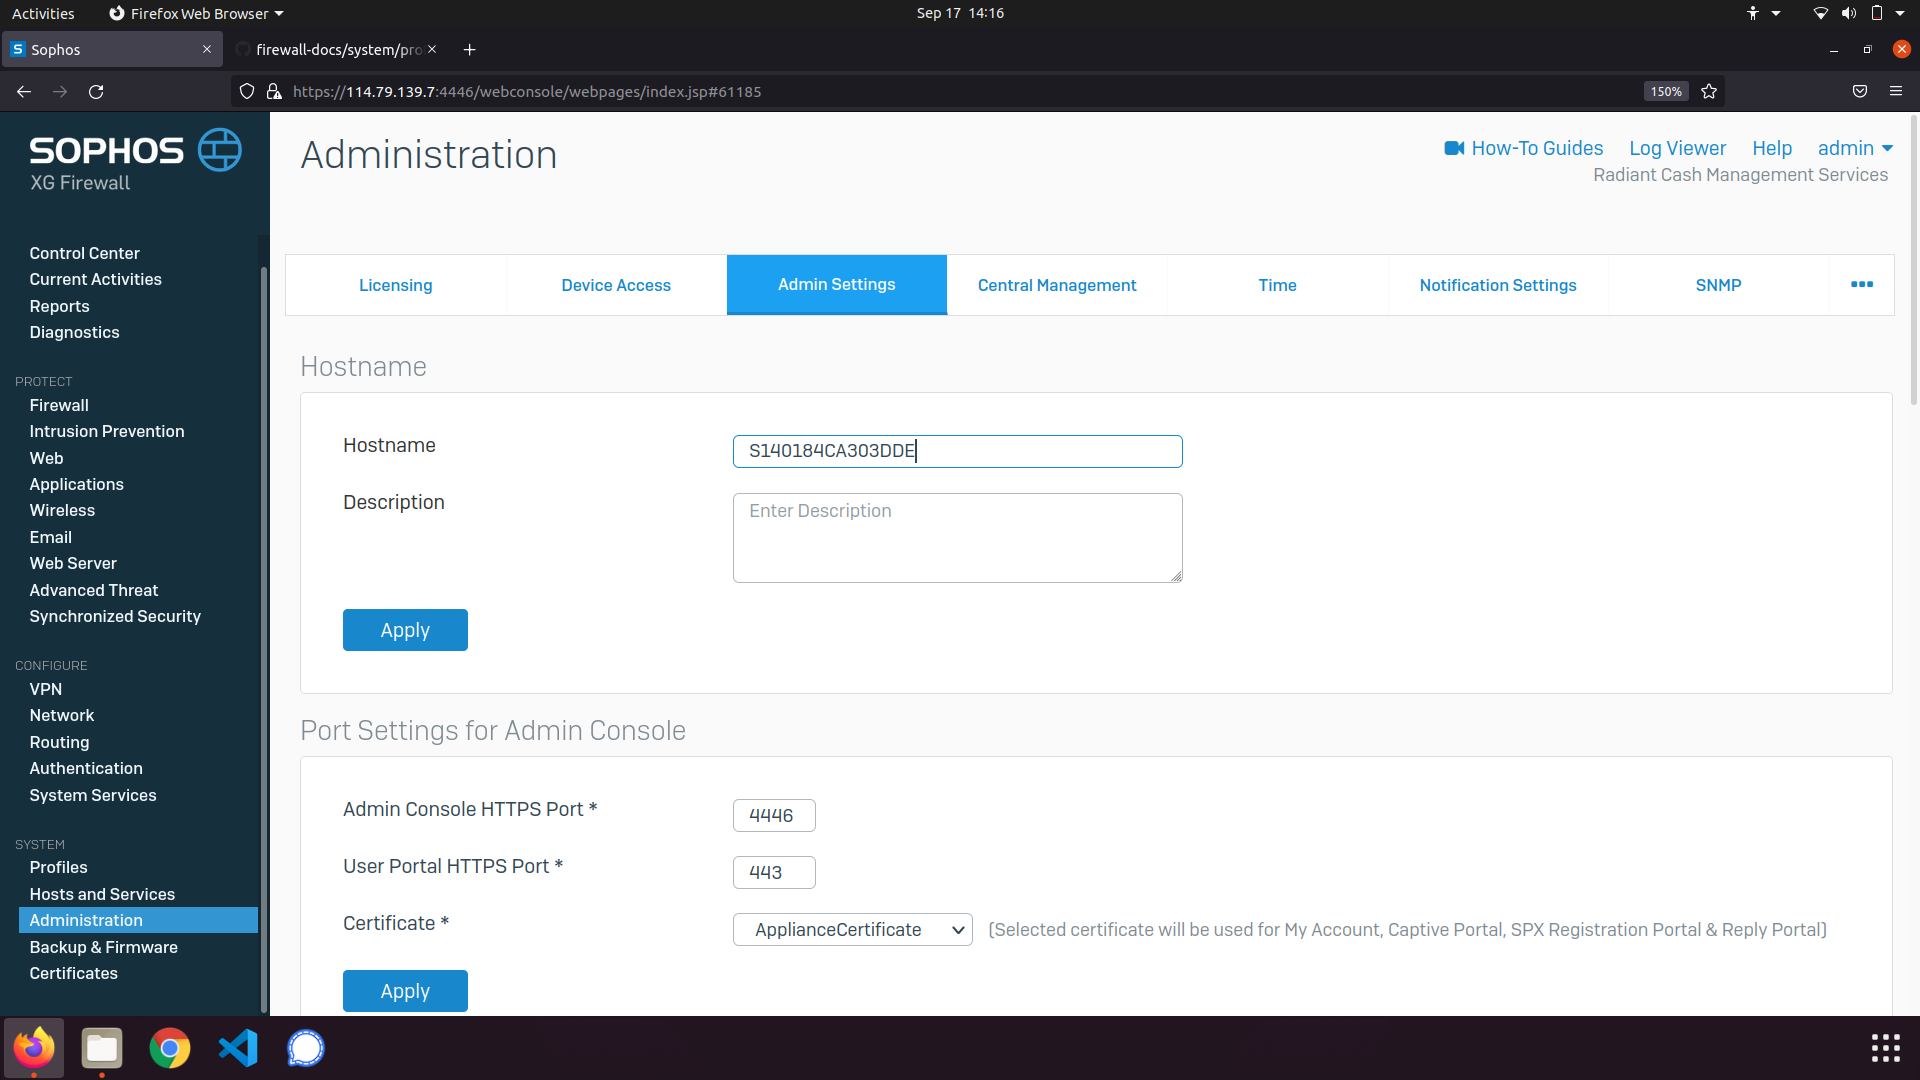 Activities
Firefox Web Browser
Sep 17 14:16
Sophos
firewall-docs/system/pro
https://114.79.139.7:4446/webconsole/webpages/index.jsp#61185
150%
SOPHOS
XG Firewall
Administration
How-To Guides
Log Viewer
Help
admin
Radiant Cash Management Services
Control Center
Current Activities
Reports
Diagnostics
PROTECT
Firewall
Intrusion Prevention
Web
Applications
Wireless
Email
Web Server
Advanced Threat
Synchronized Security
CONFIGURE
VPN
Network
Routing
Authentication
System Services
SYSTEM
Profiles
Hosts and Services
Administration
Backup & Firmware
Certificates
Licensing
Device Access
Admin Settings
Central Management
Time
Notification Settings
SNMP
Hostname
Hostname
S140184CA303DDE
Description
Enter Description
Apply
Port Settings for Admin Console
Admin Console HTTPS Port *
4446
User Portal HTTPS Port *
443
Certificate *
ApplianceCertificate
(Selected certificate will be used for My Account, Captive Portal, SPX Registration Portal & Reply Portal)
Apply